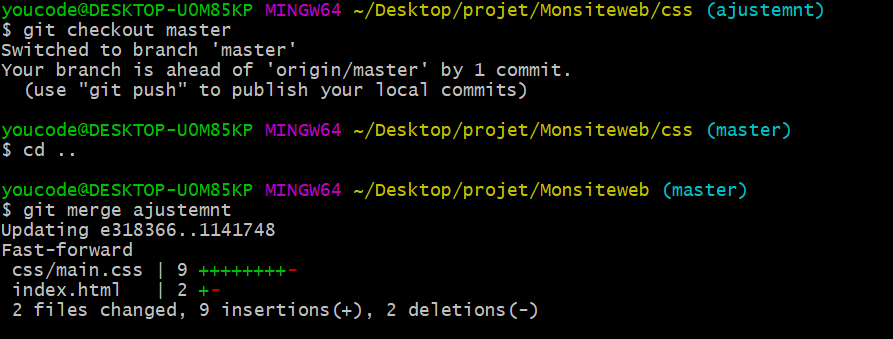 youcode@DESKTOP-U0M85KP MINGW64 ~/Desktop/projet/Monsiteweb/css (ajustemnt)
$ git checkout master
Switched to branch 'master'
Your branch is ahead of 'origin/master' by 1 commit.
  (use "git push" to publish your local commits)
youcode@DESKTOP-U0M85KP MINGW64 ~/Desktop/projet/Monsiteweb/css (master)
$ cd ..
youcode@DESKTOP-U0M85KP MINGW64 ~/Desktop/projet/Monsiteweb (master)
$ git merge ajustemnt
Updating e318366..1141748
Fast-forward
 css/main.css | 9 ++++++++-
 index.html   | 2 +-
 2 files changed, 9 insertions(+), 2 deletions(-)